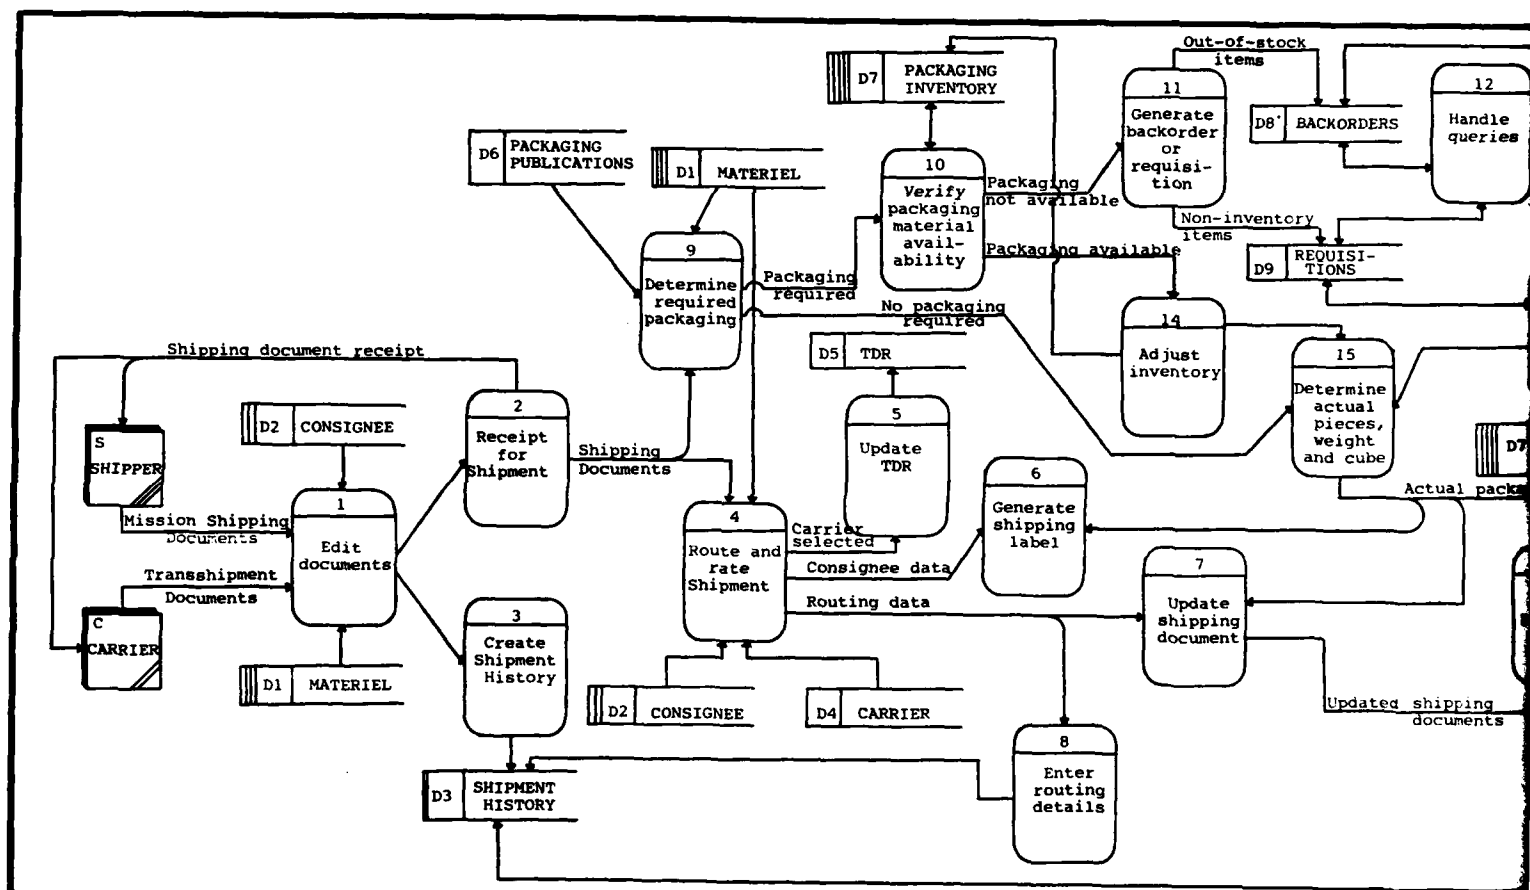 Out-of-stock
items
D7
PACKAGING
INVENTORY
11
Generate
backorder
or
requisi-
tion
12
Handle
queries
D8
BACKORDERS
D6
PACKAGING
PUBLICATIONS
D1
MATERIEL
10
Verify
packaging
material
avail-
ability
Packaging
not available
Non-inventory
items
Packaging available
D9
REQUISI-
TIONS
9
Determine
required
packaging
Packaging
required
No packaging
required
14
Adjust
inventory
15
Determine
actual
pieces,
weight
and cube
D5
TDR
Shipping document receipt
2
Receipt
for
Shipment
5
Update
TDR
D2
CONSIGNEE
S
SHIPPER
Shipping
Documents
6
Generate
shipping
label
D7
Actual pack
1
Edit
documents
Mission Shipping
Documents
4
Route and
rate
Shipment
Carrier
selected
Consignee data
Routing data
Transshipment
Documents
7
Update
shipping
document
C
CARRIER
3
Create
Shipment
History
D1
MATERIEL
D2
CONSIGNEE
D4
CARRIER
Updated shipping
documents
8
Enter
routing
details
D3
SHIPMENT
HISTORY